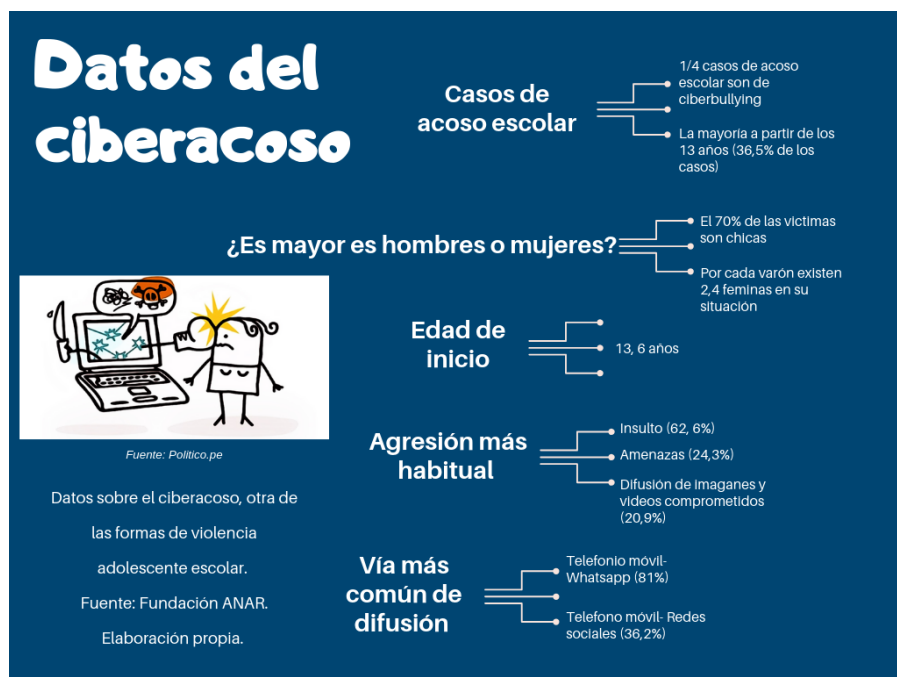 Datos del
ciberacoso
Casos de
acoso escolar
1/4 casos de acoso
escolar son de
ciberbullying
La mayoría a partir de los
13 años (36,5% de los
casos)
¿Es mayor es hombres o mujeres?
El 70% de las victimas
son chicas
Por cada varón existen
2,4 feminas en su
situación
Edad de
inicio
13, 6 años
Fuente: Politico.pe
Agresión más
habitual
Insulto (62, 6%)
Amenazas (24,3%)
Difusión de imaganes y
videos comprometidos
(20,9%)
Datos sobre el ciberacoso, otra de
las formas de violencia
adolescente escolar.
Fuente: Fundación ANAR.
Elaboración propia.
Vía más
común de
difusión
Telefonio móvil-
Whatsapp (81%)
Telefono móvil- Redes
sociales (36,2%)